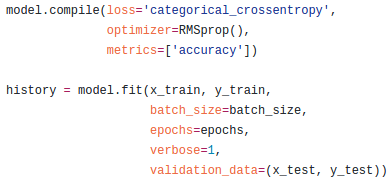 model.compile(loss='categorical_crossentropy',
              optimizer=RMSprop(),
              metrics=['accuracy'])

history = model.fit(x_train, y_train,
                    batch_size=batch_size,
                    epochs=epochs,
                    verbose=1,
                    validation_data=(x_test, y_test))